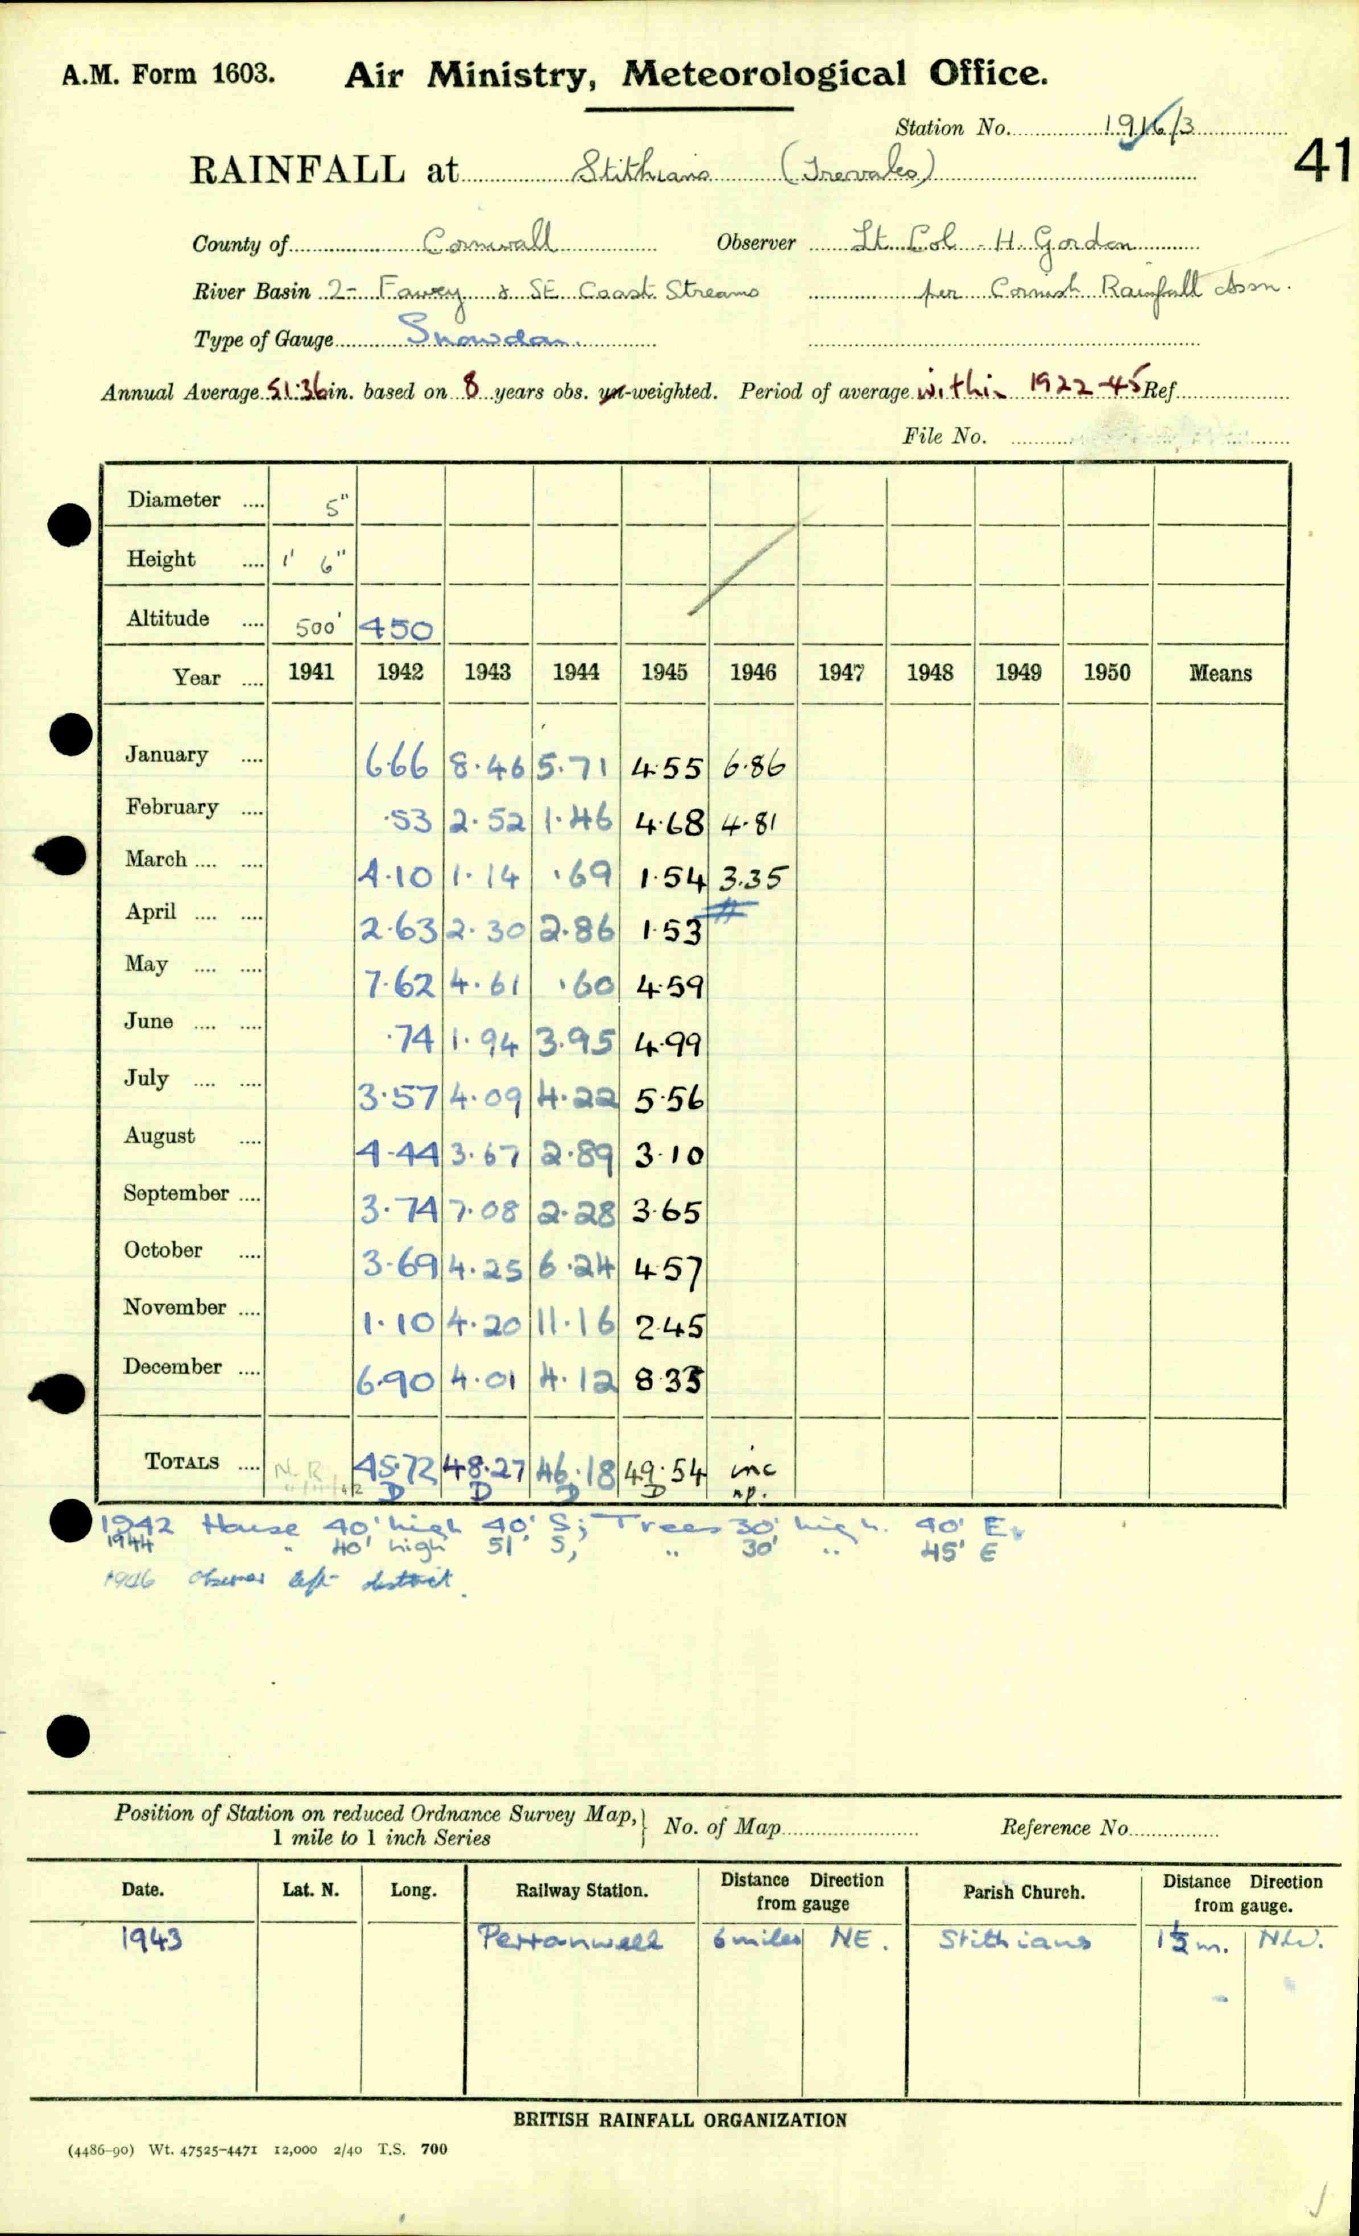 A.M. Form 1603. Air Ministry, Meteorological Office.
Station No. 1916/3
41
RAINFALL at Stithians (Trevales)
County of Cornwall Observer Lt. Col. H. Gordon
River Basin 2- Fowey & SE Coast Streams per Cornish Rainfall Assn.
Type of Gauge Snowdon.
Annual Average 51.36 in. based on 8 years obs. un-weighted. Period of average within 1922-45 Ref.
File No.
Diameter .... 5"
Height .... 1' 6"
Altitude .... 500' 450
Year .... 1941 1942 1943 1944 1945 1946 1947 1948 1949 1950 Means
January .... 6.66 8.46 5.71 4.55 6.86
February .... .53 2.52 1.46 4.68 4.81
March .... .... 4.10 1.14 .69 1.54 3.35
April .... .... 2.63 2.30 2.86 1.53
May .... .... 7.62 4.61 .60 4.59
June .... .... .74 1.94 3.95 4.99
July .... .... 3.57 4.09 4.22 5.56
August .... 4.44 3.67 2.89 3.10
September .... 3.74 7.08 2.28 3.65
October .... 3.69 4.25 6.24 4.57
November .... 1.10 4.20 11.16 2.45
December .... 6.90 4.01 4.12 8.33
TOTALS .... N.R. 45.72 48.27 46.18 49.54 inc
D D D D np.
1942 House 40' high 40' S; Trees 30' high. 40' E.
1944 " 40' high 51' S, " 30' " 45' E
1946 Observer left district.
Position of Station on reduced Ordnance Survey Map, No. of Map Reference No.
1 mile to 1 inch Series
Date. Lat. N. Long. Railway Station. Distance Direction from gauge Parish Church. Distance Direction from gauge.
1943 Perranwell 6 miles NE. Stithians 1½ m. N.W.
BRITISH RAINFALL ORGANIZATION
(4486-90) Wt. 47525-4471 12,000 2/40 T.S. 700